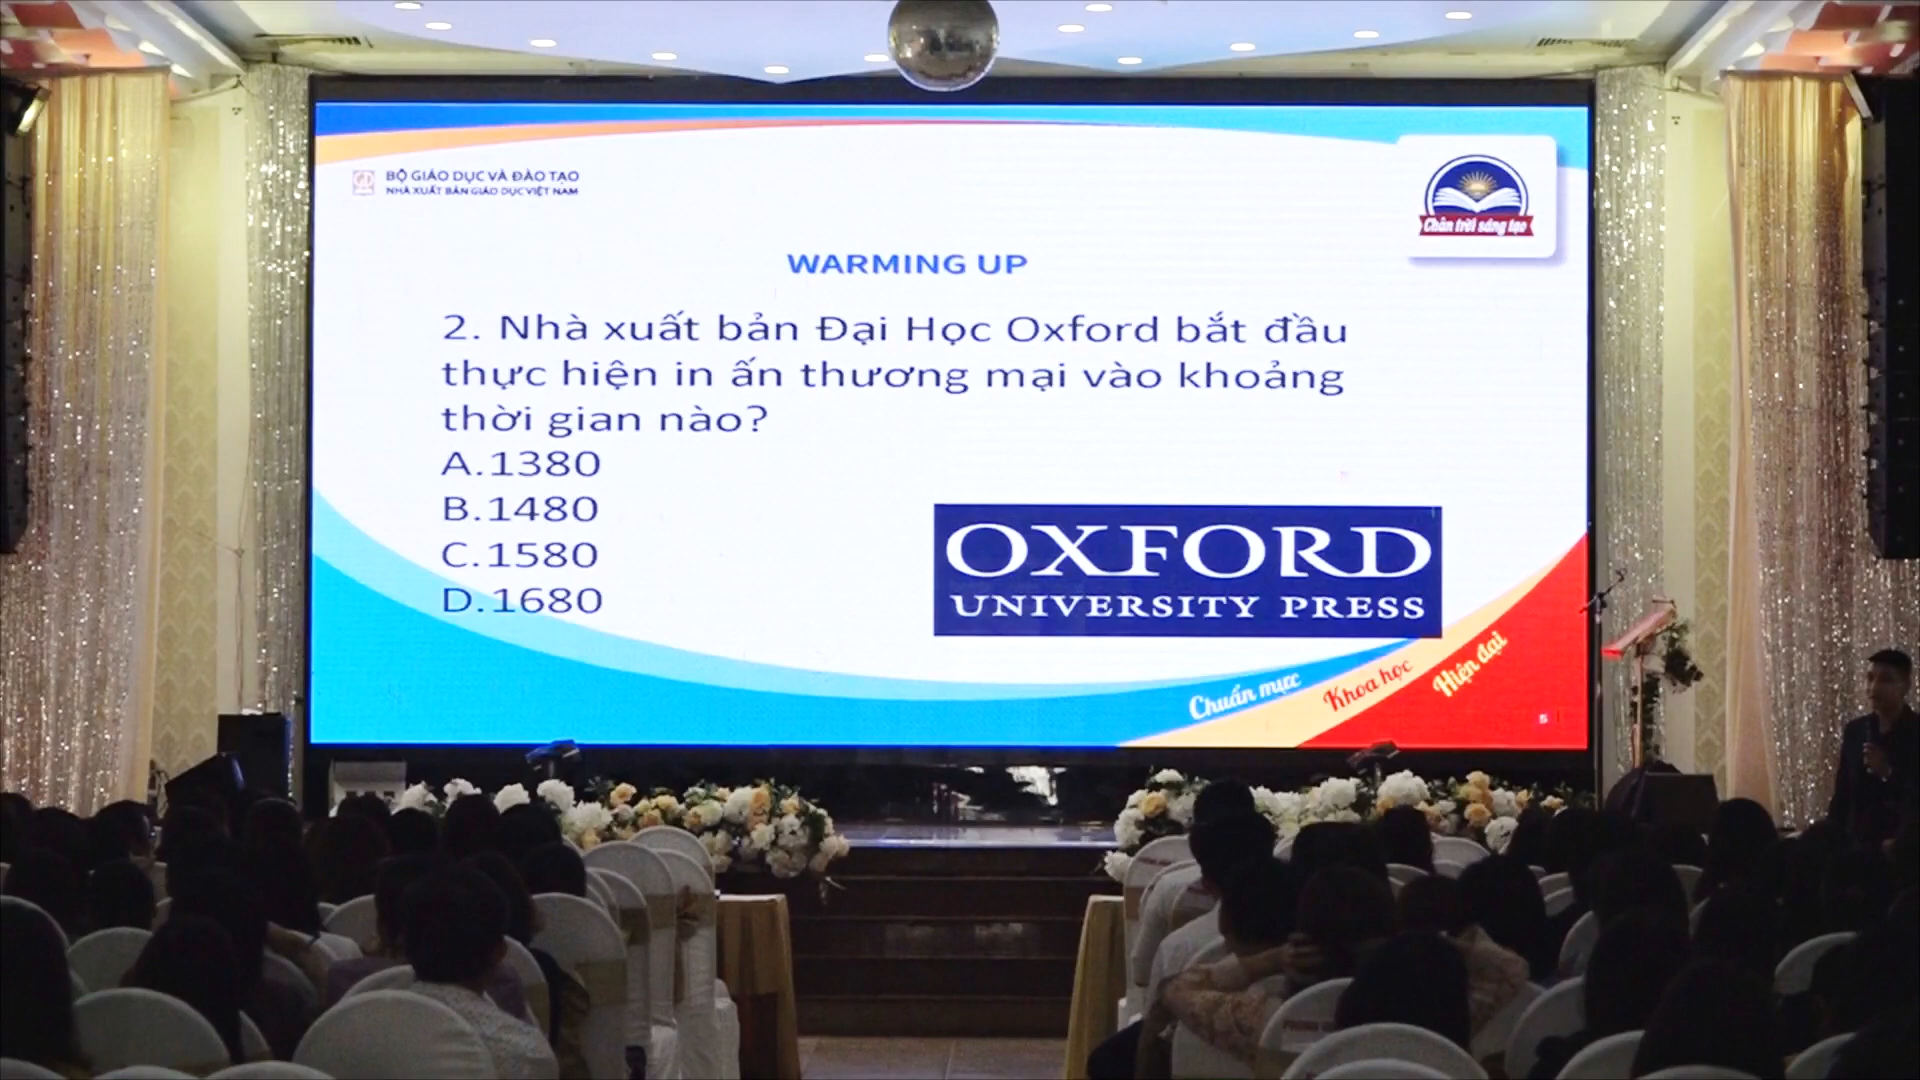 BỘ GIÁO DỤC VÀ ĐÀO TẠO
NHÀ XUẤT BẢN GIÁO DỤC VIỆT NAM
Chân trời sáng tạo
WARMING UP
2. Nhà xuất bản Đại Học Oxford bắt đầu
thực hiện in ấn thương mại vào khoảng
thời gian nào?
A.1380
B.1480
C.1580
D.1680
OXFORD
UNIVERSITY PRESS
Chuẩn mực
Khoa học
Hiện đại
5